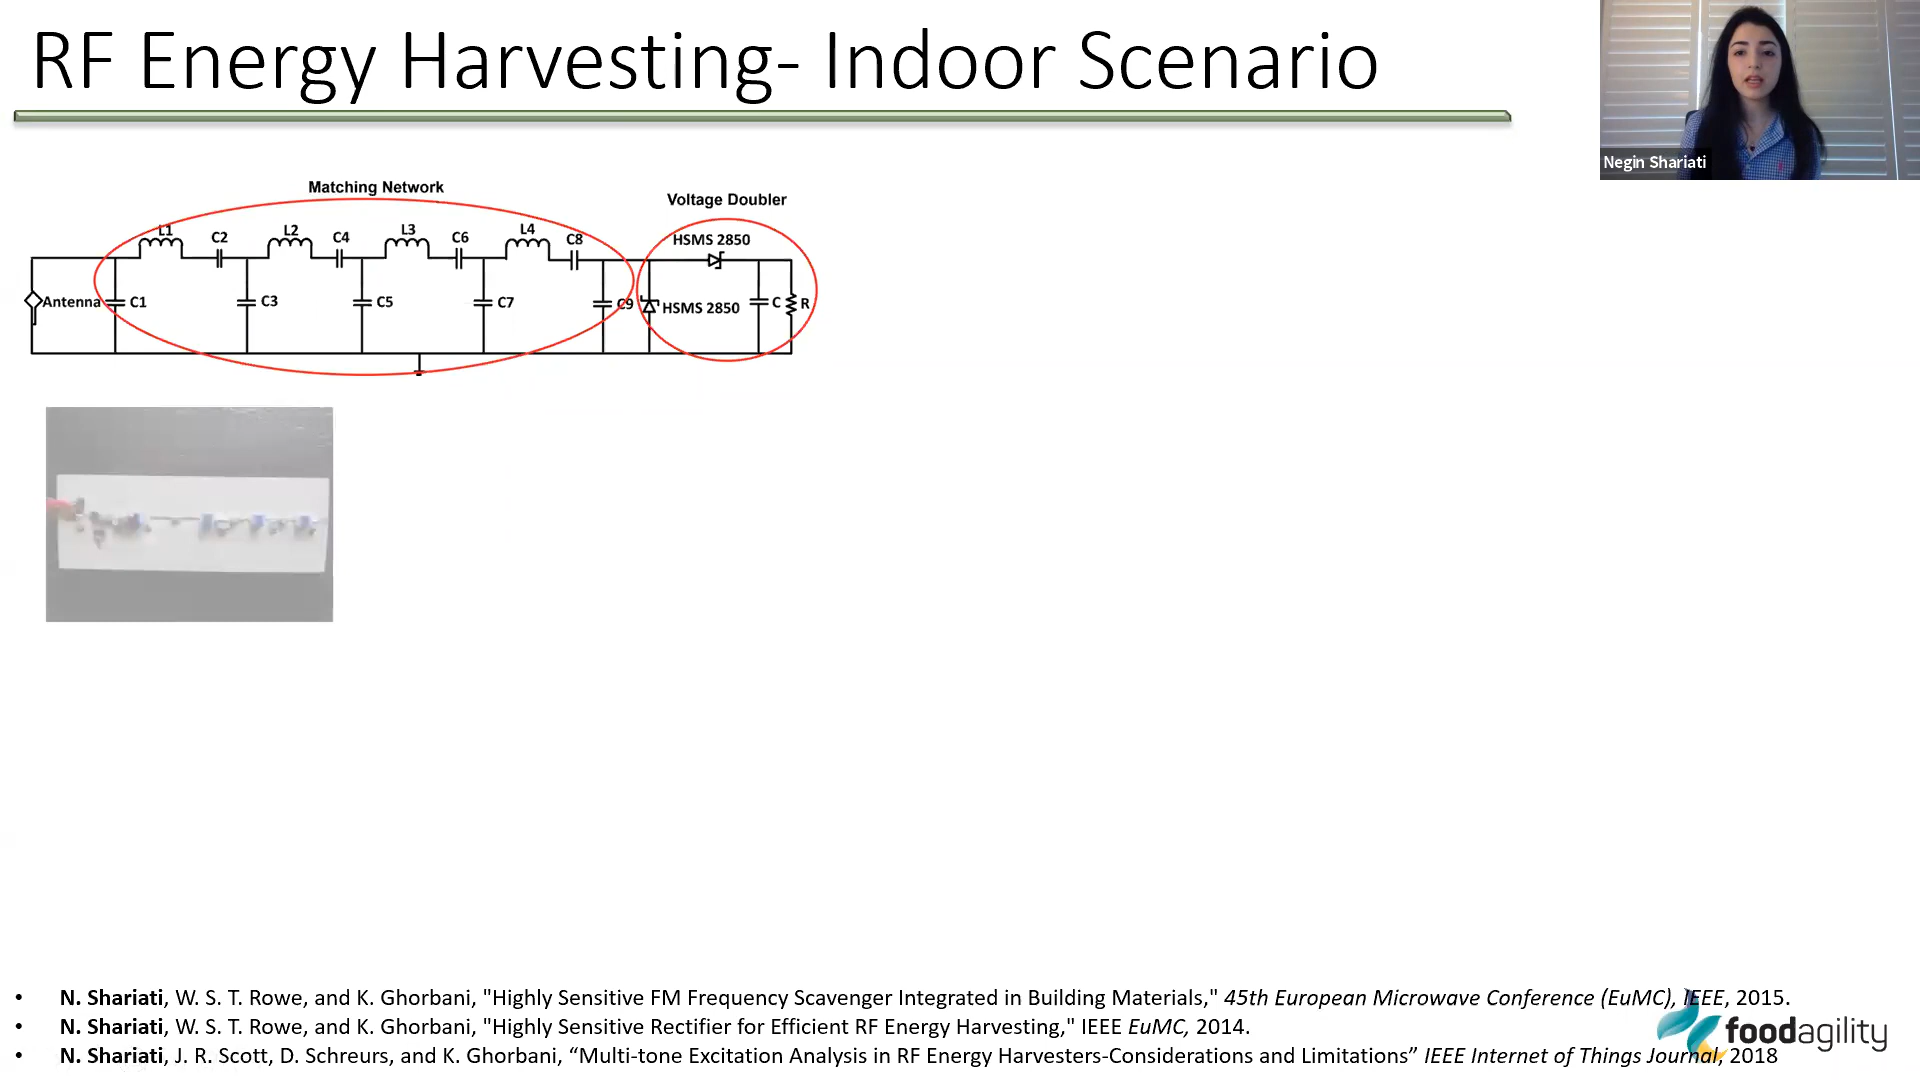 RF Energy Harvesting- Indoor Scenario
Negin Shariati
Matching Network
Voltage Doubler
L1 C2 L2 C4 L3 C6 L4 C8 HSMS 2850
Antenna C1 C3 C5 C7 C9 HSMS 2850 C R
• N. Shariati, W. S. T. Rowe, and K. Ghorbani, "Highly Sensitive FM Frequency Scavenger Integrated in Building Materials," 45th European Microwave Conference (EuMC), IEEE, 2015.
• N. Shariati, W. S. T. Rowe, and K. Ghorbani, "Highly Sensitive Rectifier for Efficient RF Energy Harvesting," IEEE EuMC, 2014.
• N. Shariati, J. R. Scott, D. Schreurs, and K. Ghorbani, “Multi-tone Excitation Analysis in RF Energy Harvesters-Considerations and Limitations” IEEE Internet of Things Journal, 2018
foodagility